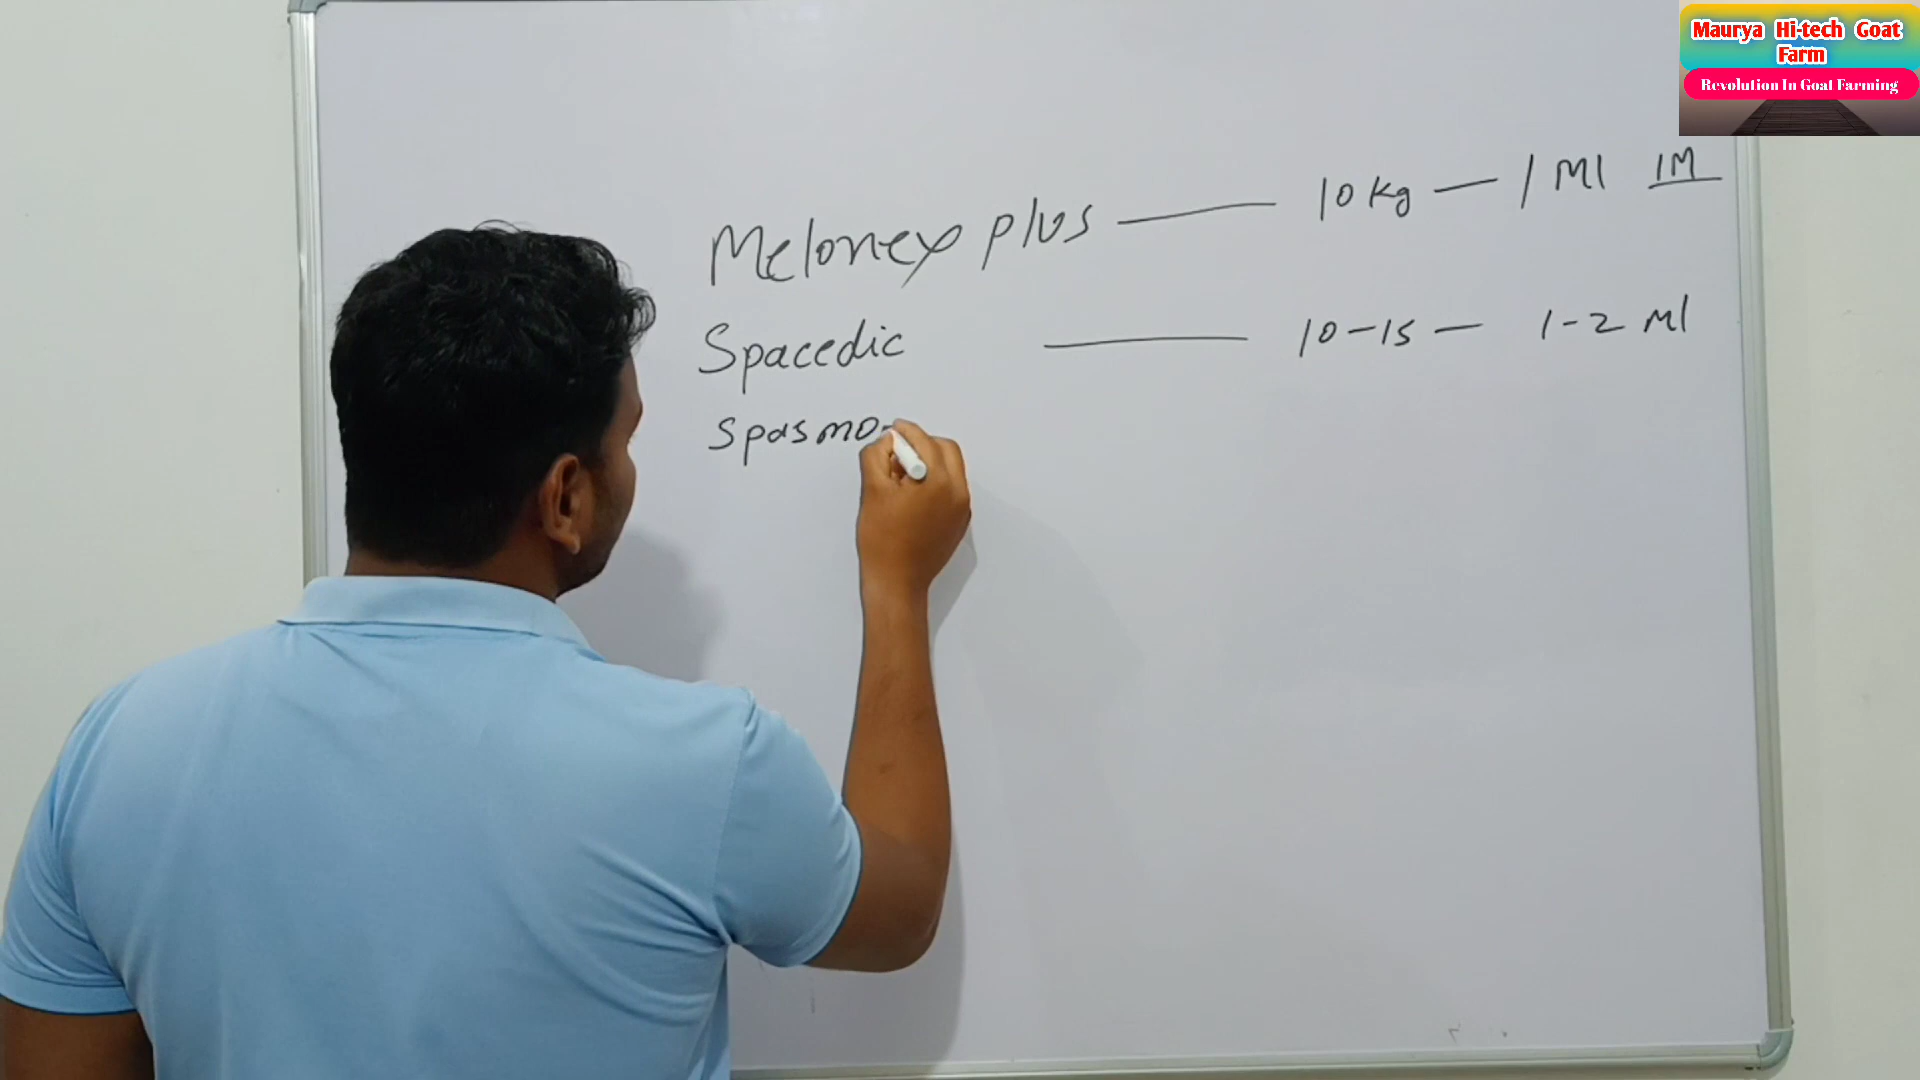 Maurya Hi-tech Goat
Farm
Revolution In Goat Farming
Melonex plus — 10 kg — 1 Ml IM
Spacedic — 10-15 — 1-2 Ml
Spasmo